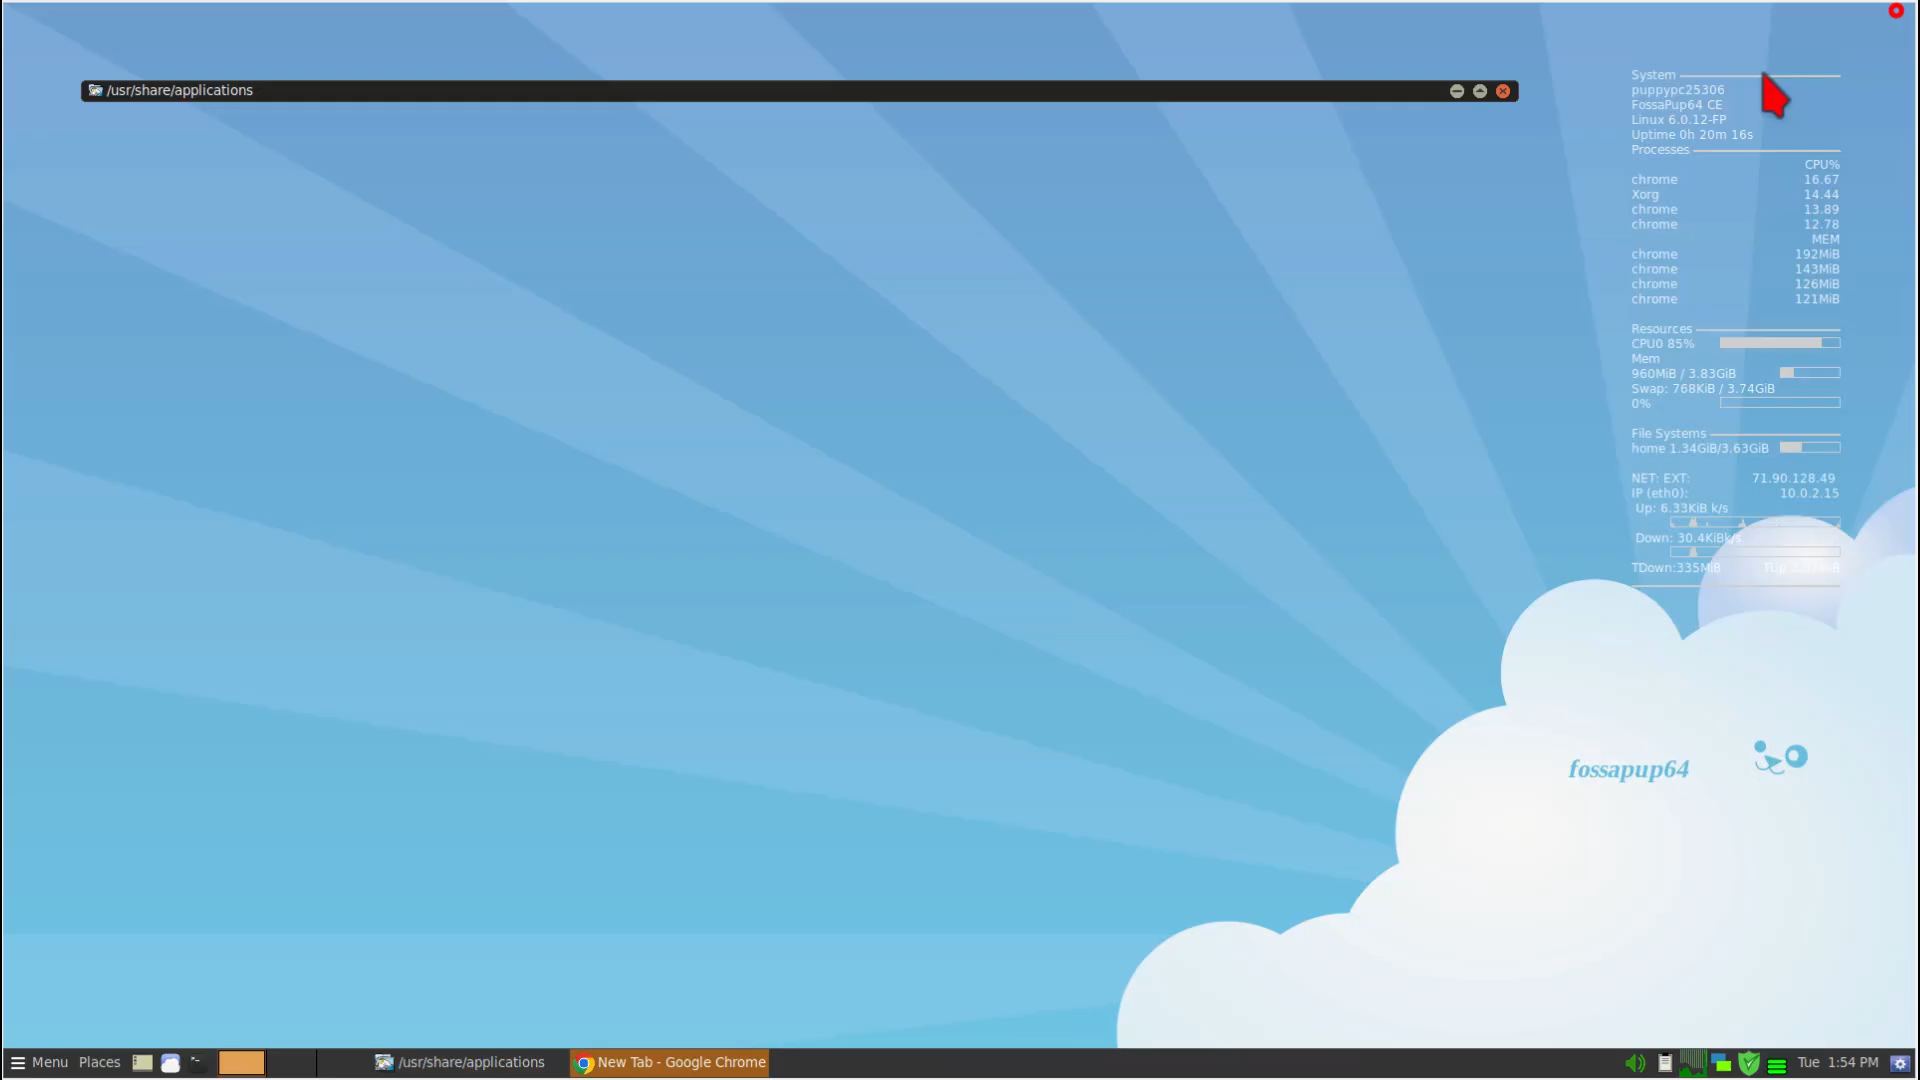 /usr/share/applications
System
puppypc25306
FossaPup64 CE
Linux 6.0.12-FP
Uptime 0h 20m 16s
Processes
CPU%
chrome 16.67
Xorg 14.44
chrome 13.89
chrome 12.78
MEM
chrome 192MiB
chrome 143MiB
chrome 126MiB
chrome 121MiB
Resources
CPU0 85%
Mem
960MiB / 3.83GiB
Swap: 768KiB / 3.74GiB
0%
File Systems
home 1.34GiB/3.63GiB
NET: EXT: 71.90.128.49
IP (eth0): 10.0.2.15
Up: 6.33KiB k/s
Down: 30.4KiBk/s
TDown:335MiB
fossapup64
Menu Places /usr/share/applications New Tab - Google Chrome Tue 1:54 PM